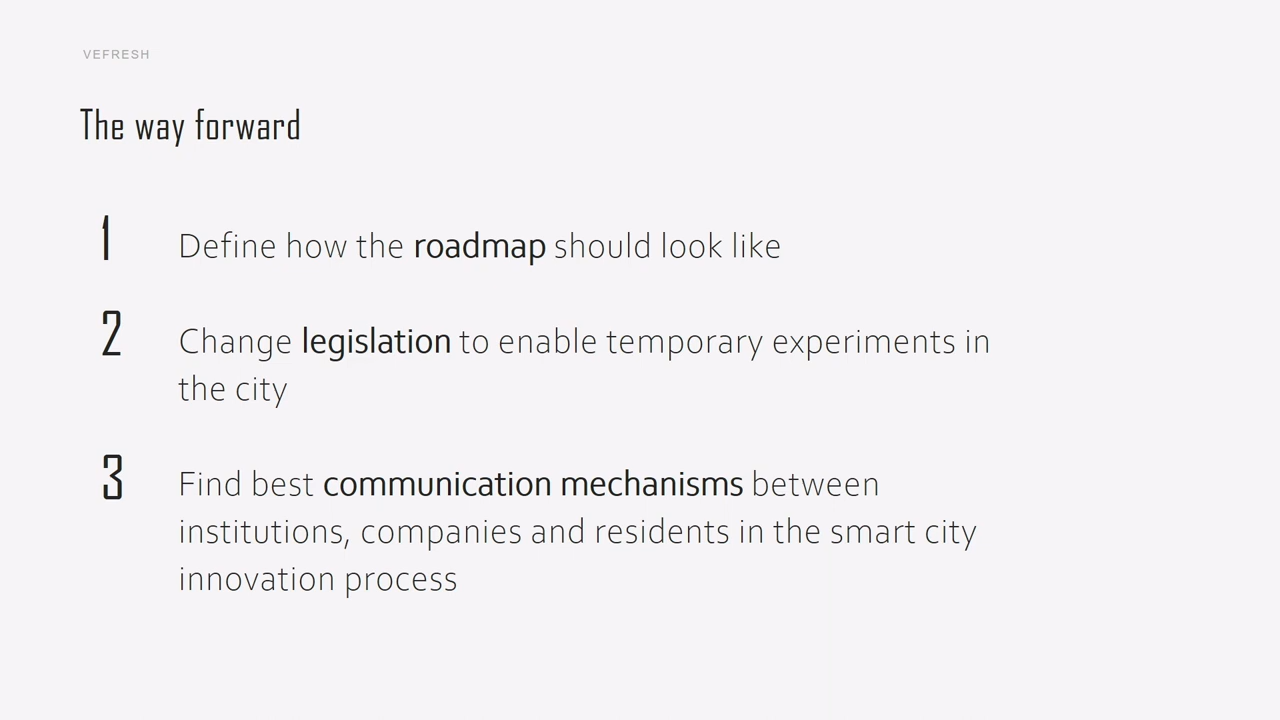 VEFRESH
The way forward
1
Define how the roadmap should look like
2
Change legislation to enable temporary experiments in
the city
3
Find best communication mechanisms between
institutions, companies and residents in the smart city
innovation process